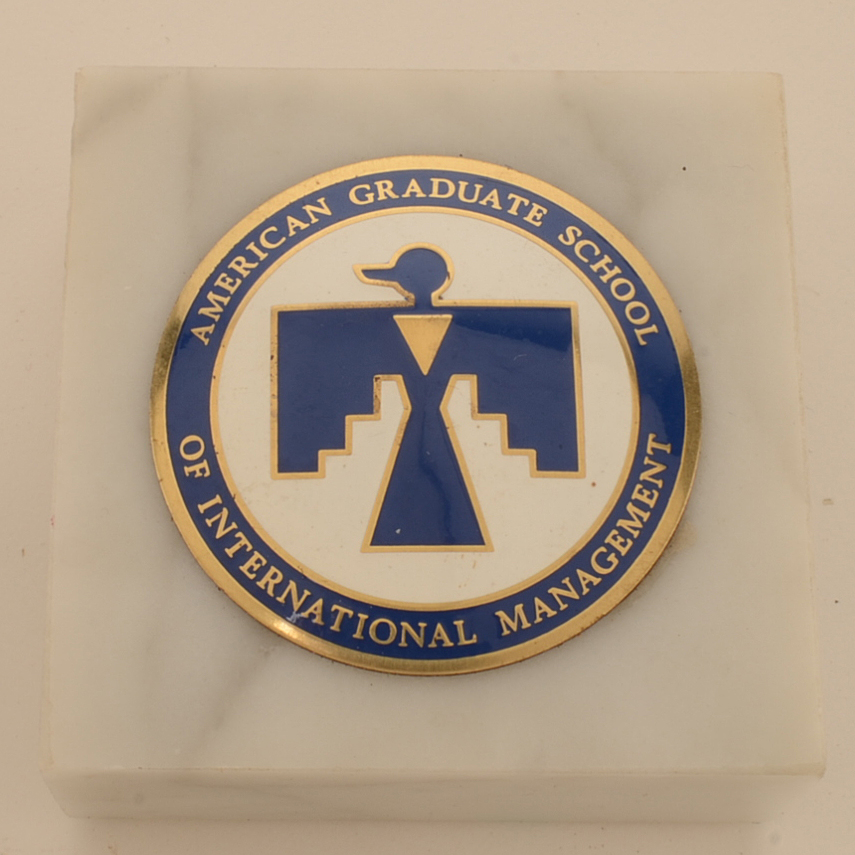 AMERICAN GRADUATE SCHOOL
OF INTERNATIONAL MANAGEMENT